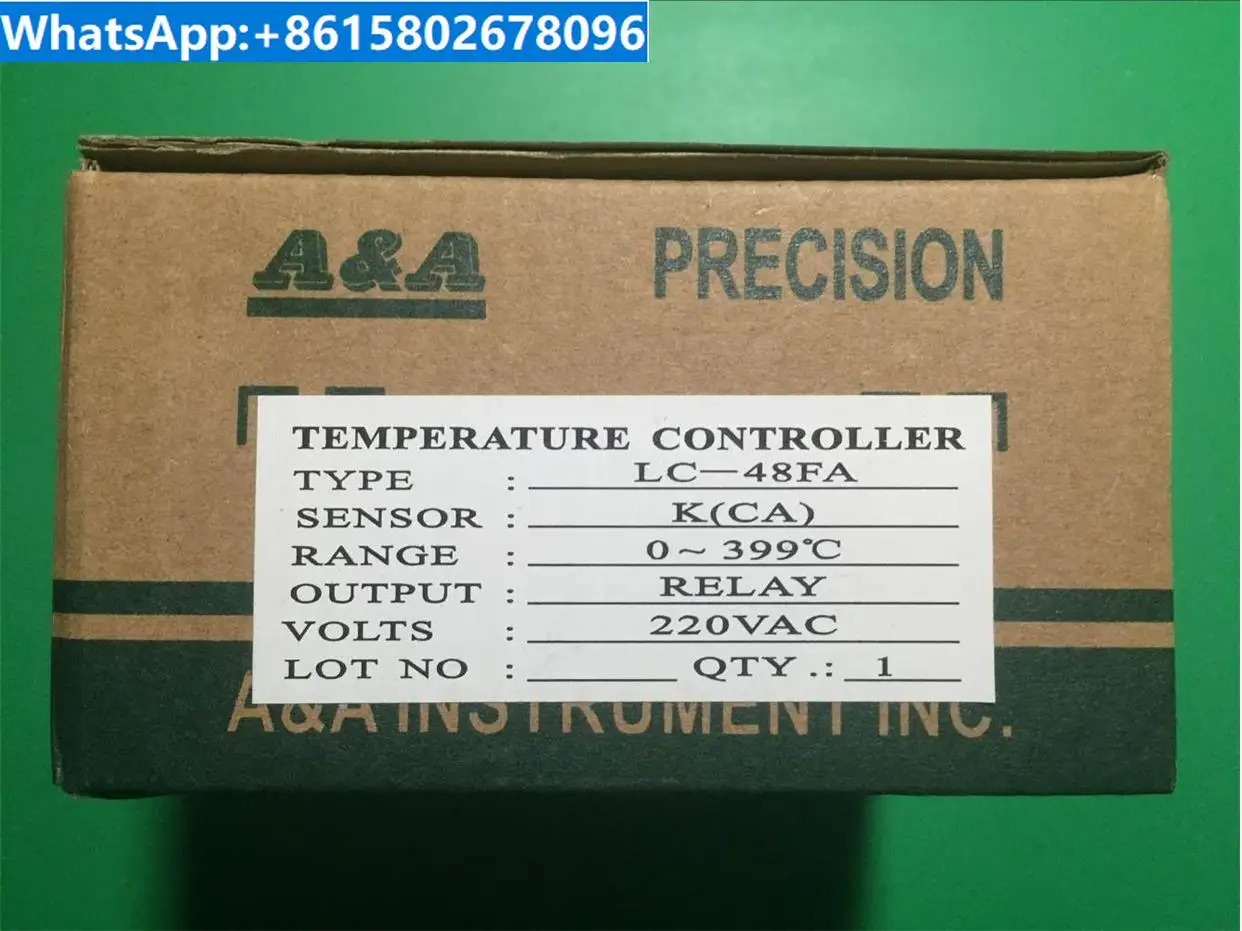 WhatsApp:+8615802678096
A&A PRECISION
TEMPERATURE CONTROLLER
TYPE : LC-48FA
SENSOR : K(CA)
RANGE : 0~399℃
OUTPUT : RELAY
VOLTS : 220VAC
LOT NO : QTY.: 1
A&A INSTRUMENT INC.